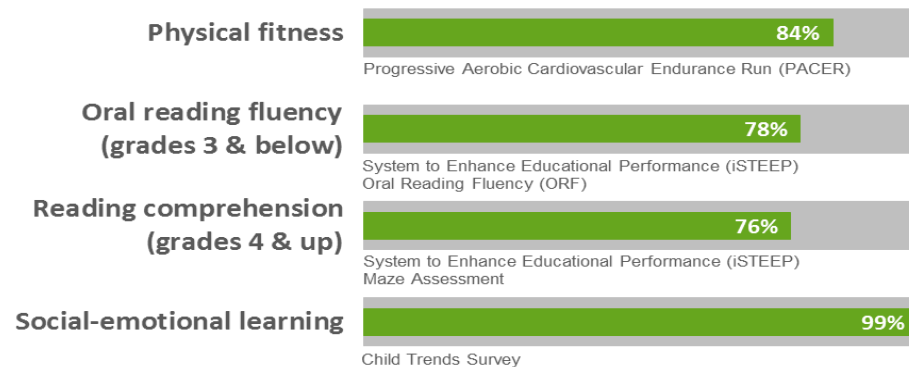 Physical fitness
84%
Progressive Aerobic Cardiovascular Endurance Run (PACER)
Oral reading fluency
(grades 3 & below)
78%
System to Enhance Educational Performance (iSTEEP)
Oral Reading Fluency (ORF)
Reading comprehension
(grades 4 & up)
76%
System to Enhance Educational Performance (iSTEEP)
Maze Assessment
Social-emotional learning
99%
Child Trends Survey